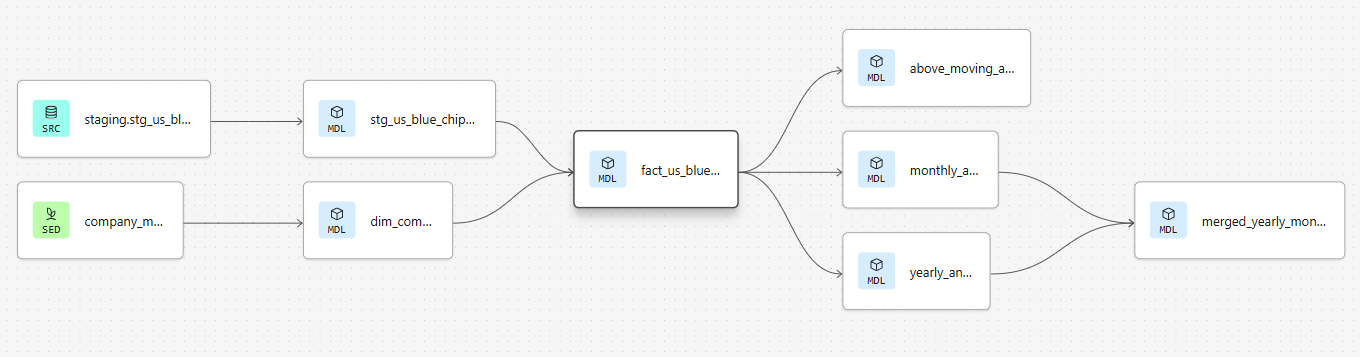 SRC
staging.stg_us_bl...
SED
company_m...
MDL
stg_us_blue_chip...
MDL
dim_com...
MDL
fact_us_blue...
MDL
above_moving_a...
MDL
monthly_a...
MDL
yearly_an...
MDL
merged_yearly_mon...